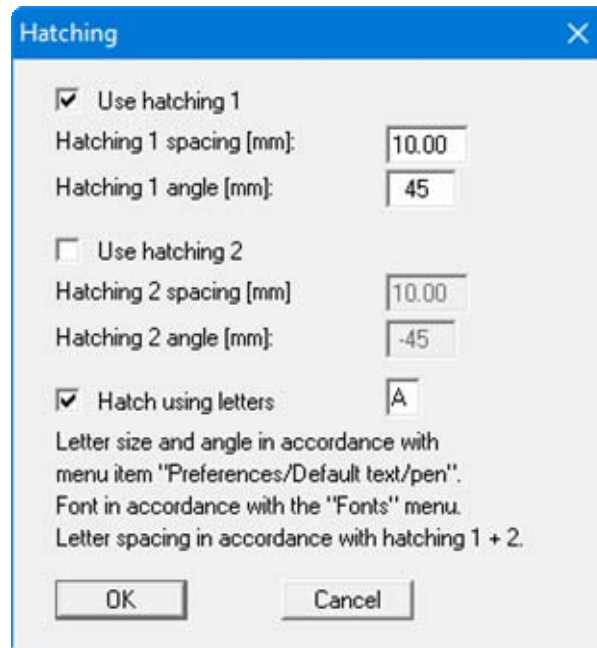 Hatching
Use hatching 1
Hatching 1 spacing [mm]: 10.00
Hatching 1 angle [mm]: 45
Use hatching 2
Hatching 2 spacing [mm] 10.00
Hatching 2 angle [mm]: -45
Hatch using letters A
Letter size and angle in accordance with
menu item "Preferences/Default text/pen".
Font in accordance with the "Fonts" menu.
Letter spacing in accordance with hatching 1 + 2.
OK Cancel